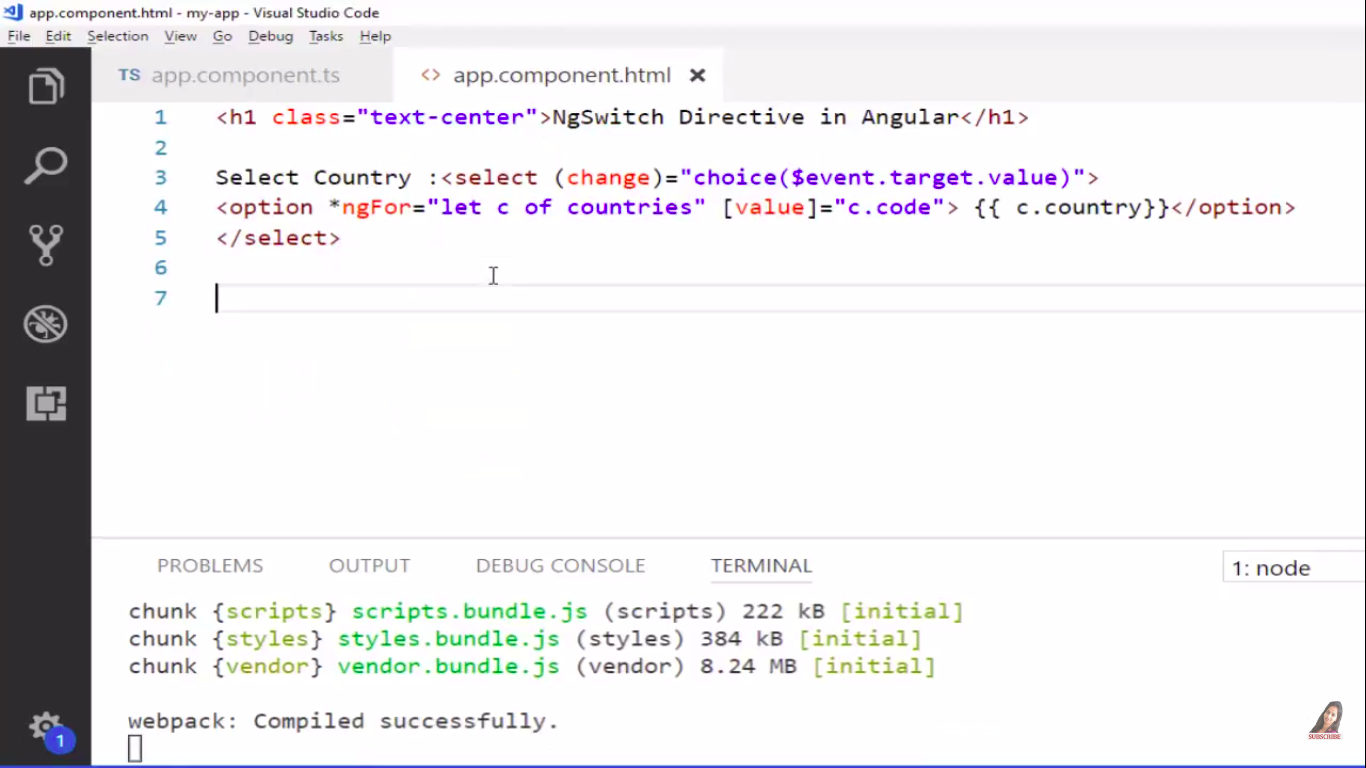 app.component.html - my-app - Visual Studio Code
File Edit Selection View Go Debug Tasks Help
TS app.component.ts <> app.component.html ×
1 <h1 class="text-center">NgSwitch Directive in Angular</h1>
2
3 Select Country :<select (change)="choice($event.target.value)">
4 <option *ngFor="let c of countries" [value]="c.code"> {{ c.country}}</option>
5 </select>
6
7
PROBLEMS OUTPUT DEBUG CONSOLE TERMINAL 1: node
chunk {scripts} scripts.bundle.js (scripts) 222 kB [initial]
chunk {styles} styles.bundle.js (styles) 384 kB [initial]
chunk {vendor} vendor.bundle.js (vendor) 8.24 MB [initial]
webpack: Compiled successfully.
1
SUBSCRIBE